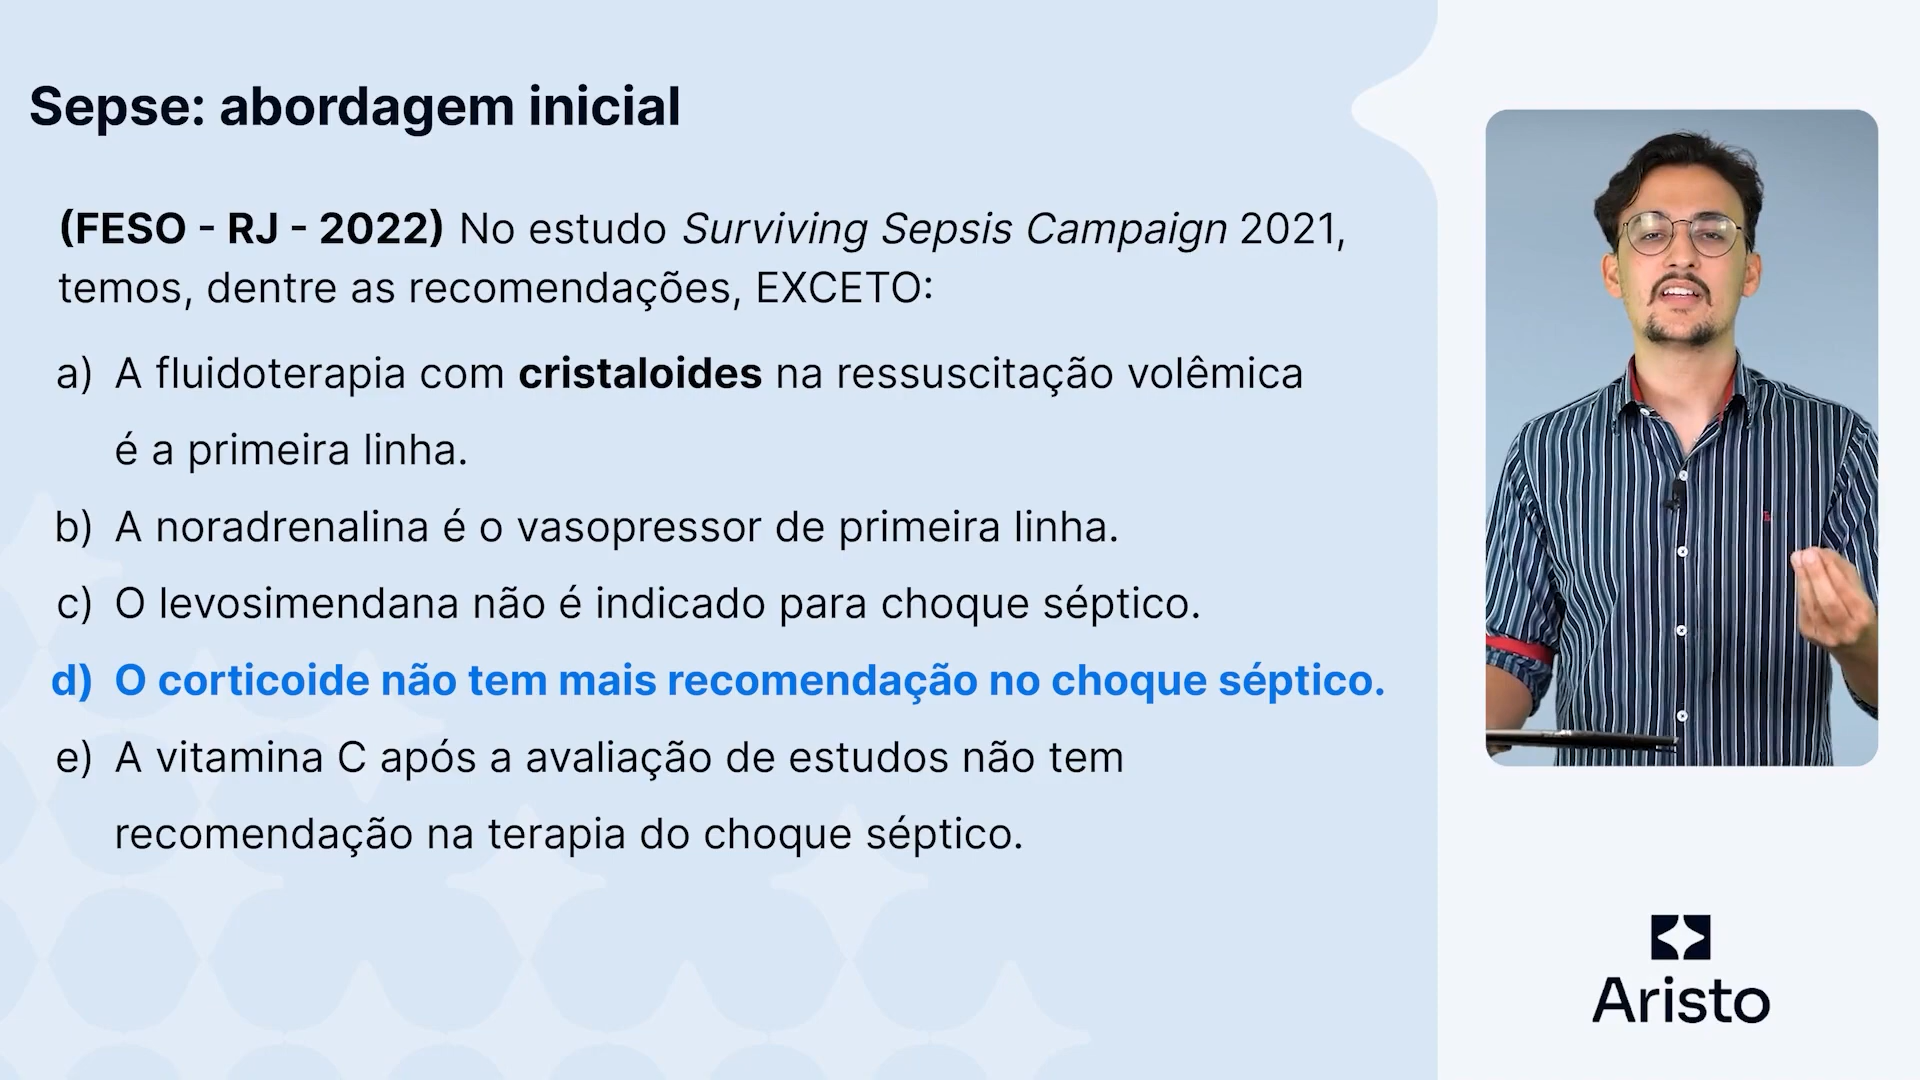 Sepse: abordagem inicial
(FESO - RJ - 2022) No estudo Surviving Sepsis Campaign 2021,
temos, dentre as recomendações, EXCETO:
a) A fluidoterapia com cristaloides na ressuscitação volêmica
é a primeira linha.
b) A noradrenalina é o vasopressor de primeira linha.
c) O levosimendana não é indicado para choque séptico.
d) O corticoide não tem mais recomendação no choque séptico.
e) A vitamina C após a avaliação de estudos não tem
recomendação na terapia do choque séptico.
Aristo